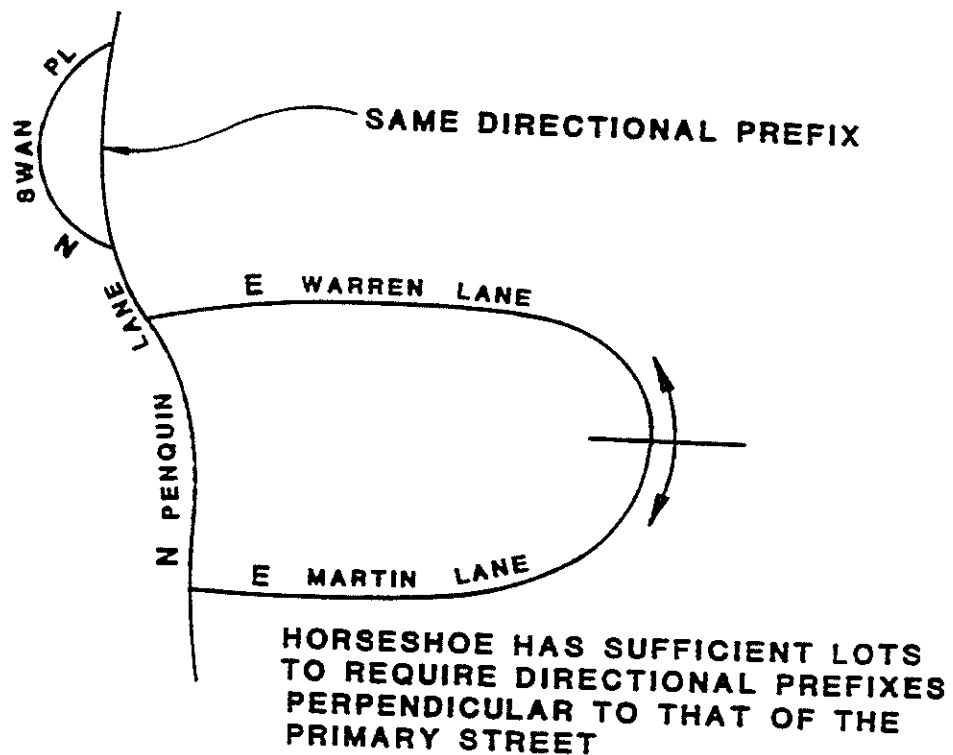 N SWAN PL
SAME DIRECTIONAL PREFIX
E WARREN LANE
N PENQUIN LANE
E MARTIN LANE
HORSESHOE HAS SUFFICIENT LOTS
TO REQUIRE DIRECTIONAL PREFIXES
PERPENDICULAR TO THAT OF THE
PRIMARY STREET